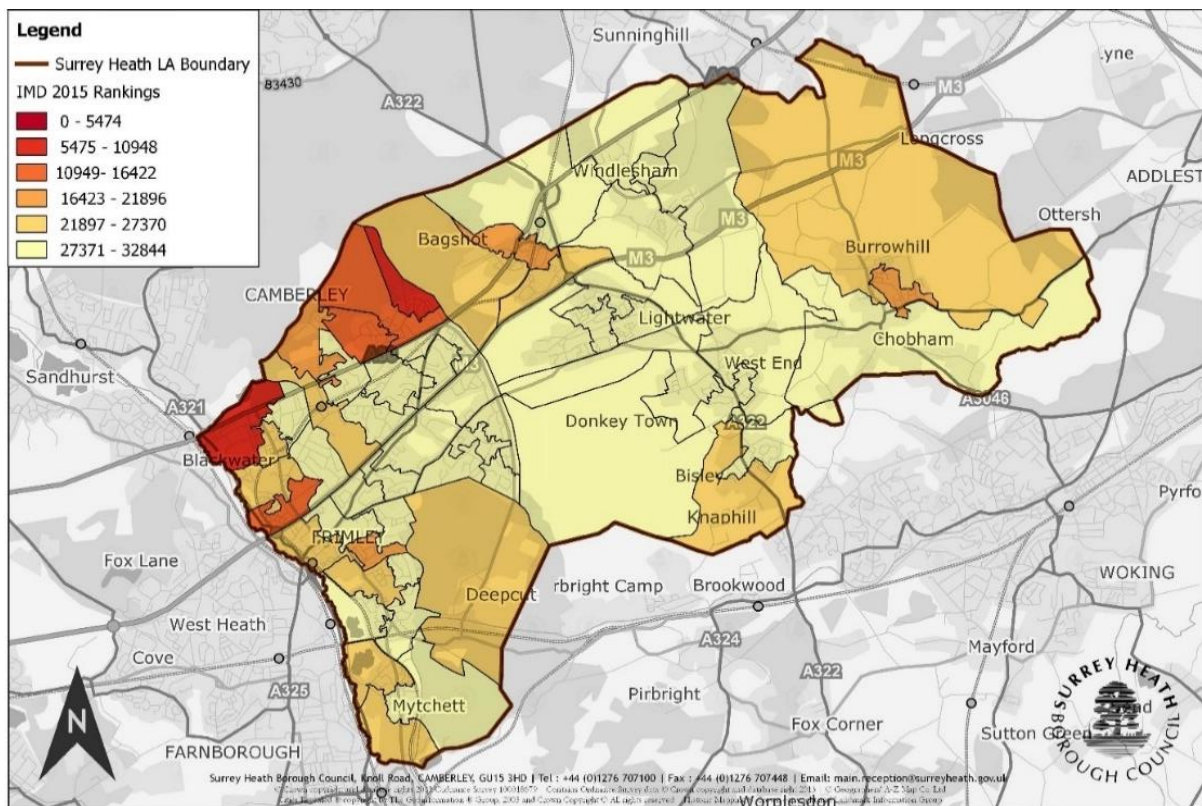 Legend
Surrey Heath LA Boundary
IMD 2015 Rankings
0 - 5474
5475 - 10948
10949- 16422
16423 - 21896
21897 - 27370
27371 - 32844
Sunninghill
Lyne
B3430
A322
M3
Longcross
M3
Windlesham
ADDLEST
Ottersh
M3
Bagshot
Burrowhill
M3
CAMBERLEY
Lightwater
Chobham
M3
West End
Sandhurst
A3046
A321
Donkey Town
A322
Blackwater
Bisley
Pyrfo
Knaphill
FRIMLEY
Fox Lane
Deepcut
rbright Camp
Brookwood
WOKING
West Heath
A324
Mayford
Cove
A322
A325
Pirbright
Mytchett
Fox Corner
Sutton Green
FARNBOROUGH
N
SURREY HEATH
BOROUGH COUNCIL
Surrey Heath Borough Council, Knoll Road, CAMBERLEY, GU15 3HD | Tel : +44 (0)1276 707100 | Fax : +44 (0)1276 707448 | Email: main.reception@surreyheath.gov.uk
Worplesdon